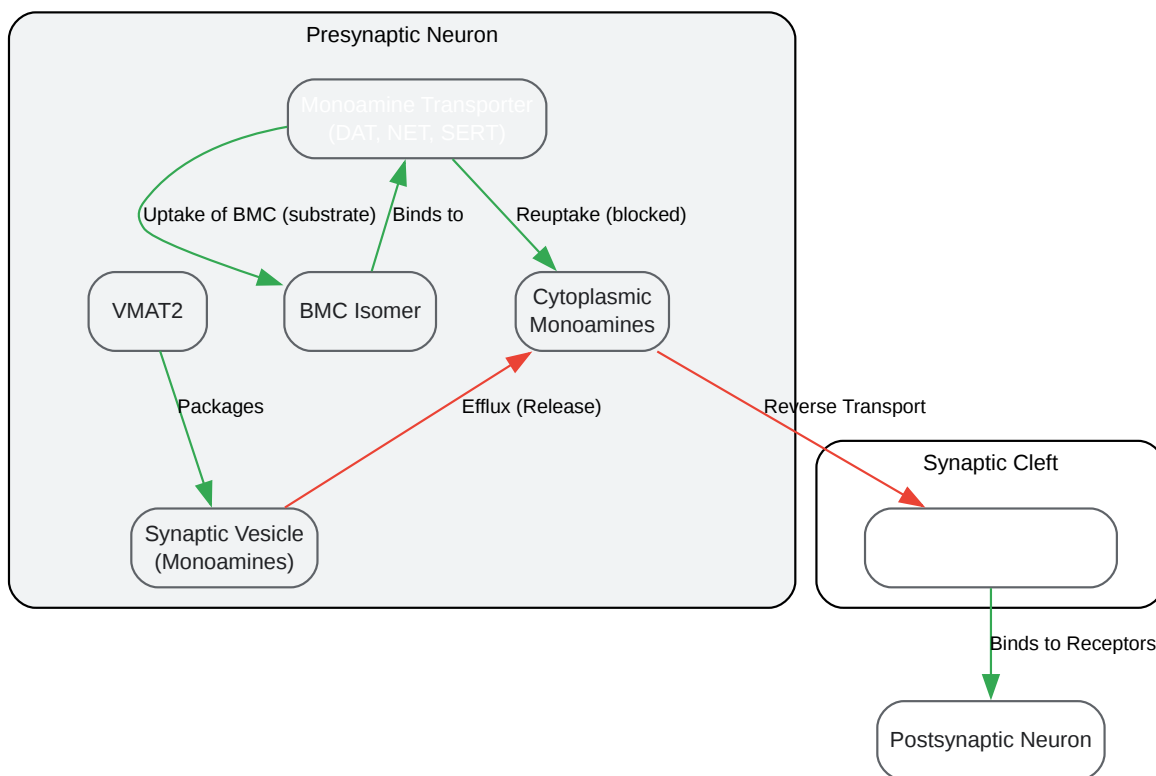 Presynaptic Neuron
Monoamine Transporter
(DAT, NET, SERT)
Uptake of BMC (substrate)
Binds to
Reuptake (blocked)
VMAT2
BMC Isomer
Cytoplasmic
Monoamines
Packages
Efflux (Release)
Reverse Transport
Synaptic Cleft
Synaptic Vesicle
(Monoamines)
Binds to Receptors
Postsynaptic Neuron